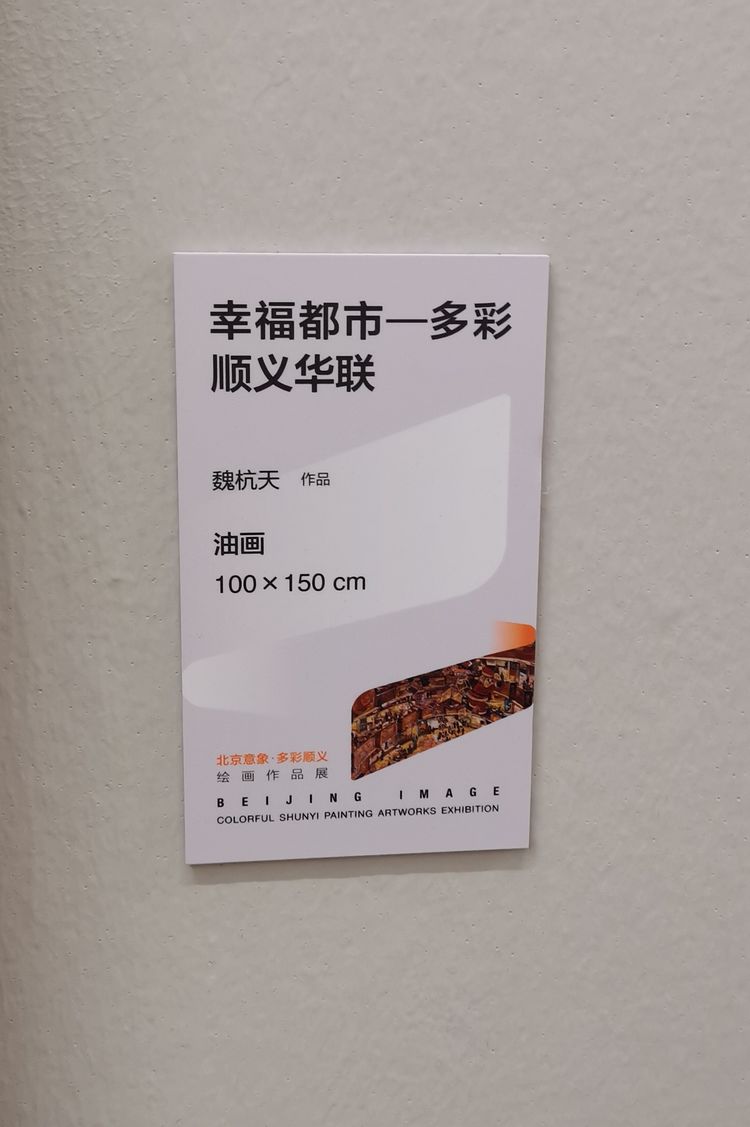 幸福都市—多彩
顺义华联
魏杭天 作品
油画
100×150 cm
北京意象·多彩顺义
绘画作品展
BEIJING IMAGE
COLORFUL SHUNYI PAINTING ARTWORKS EXHIBITION